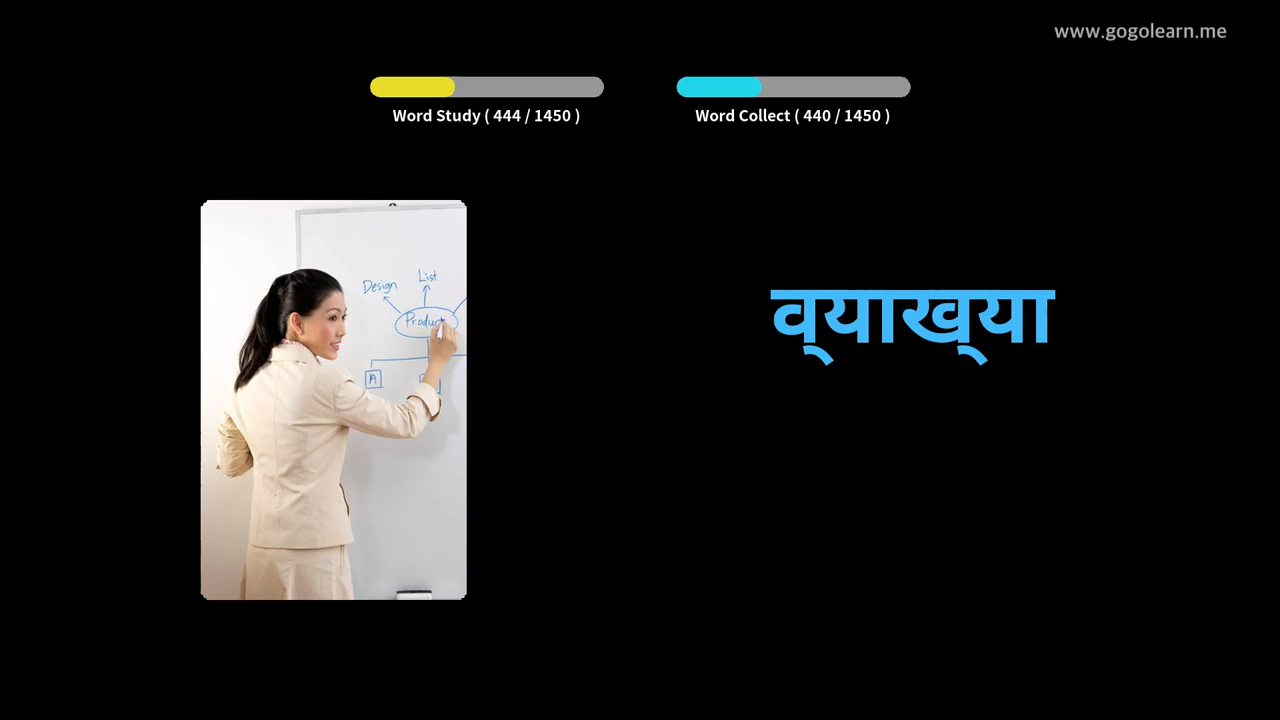 www.gogolearn.me
Word Study ( 444 / 1450 )
Word Collect ( 440 / 1450 )
Design
List
Product
A
व्याख्या